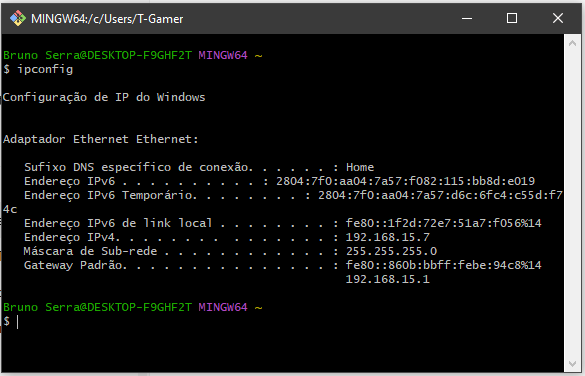 MINGW64:/c/Users/T-Gamer
Bruno Serra@DESKTOP-F9GHF2T MINGW64 ~
$ ipconfig
Configuração de IP do Windows
Adaptador Ethernet Ethernet:
Sufixo DNS específico de conexão. . . . . . : Home
Endereço IPv6 . . . . . . . . . . : 2804:7f0:aa04:7a57:f082:115:bb8d:e019
Endereço IPv6 Temporário. . . . . . . . : 2804:7f0:aa04:7a57:d6c:6fc4:c55d:f7
4c
Endereço IPv6 de link local . . . . . . . . : fe80::1f2d:72e7:51a7:f056%14
Endereço IPv4. . . . . . . . . . . . . . . : 192.168.15.7
Máscara de Sub-rede . . . . . . . . . . . . : 255.255.255.0
Gateway Padrão. . . . . . . . . . . . . . . : fe80::860b:bbff:febe:94c8%14
192.168.15.1
Bruno Serra@DESKTOP-F9GHF2T MINGW64 ~
$